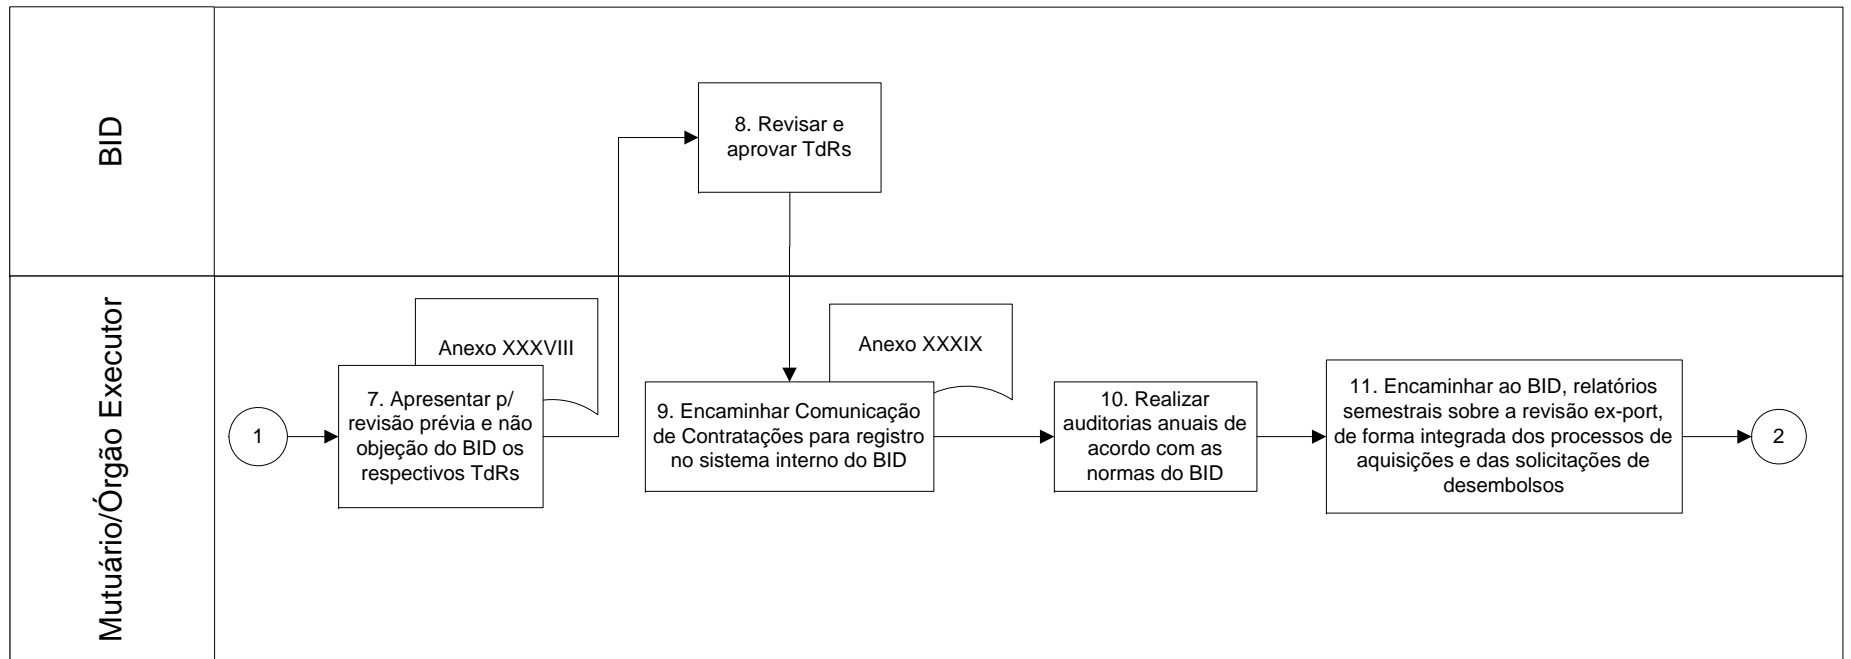 BID
8. Revisar e
aprovar TdRs
Mutuário/Órgão Executor
1
Anexo XXXVIII
7. Apresentar p/
revisão prévia e não
objeção do BID os
respectivos TdRs
Anexo XXXIX
9. Encaminhar Comunicação
de Contratações para registro
no sistema interno do BID
10. Realizar
auditorias anuais de
acordo com as
normas do BID
11. Encaminhar ao BID, relatórios
semestrais sobre a revisão ex-port,
de forma integrada dos processos de
aquisições e das solicitações de
desembolsos
2